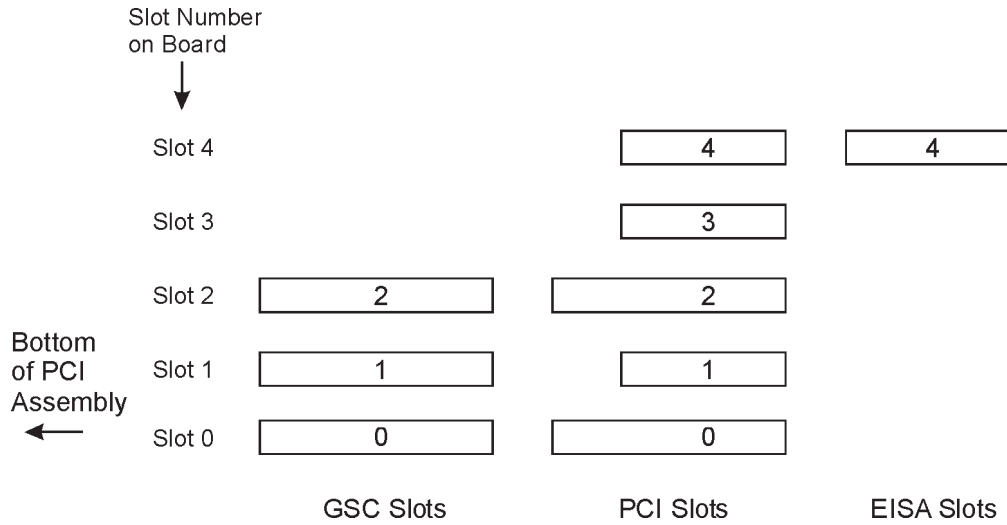 Slot Number
on Board
Slot 4
4
4
Slot 3
3
Slot 2
2
2
Bottom
of PCI
Assembly
Slot 1
1
1
Slot 0
0
0
GSC Slots
PCI Slots
EISA Slots